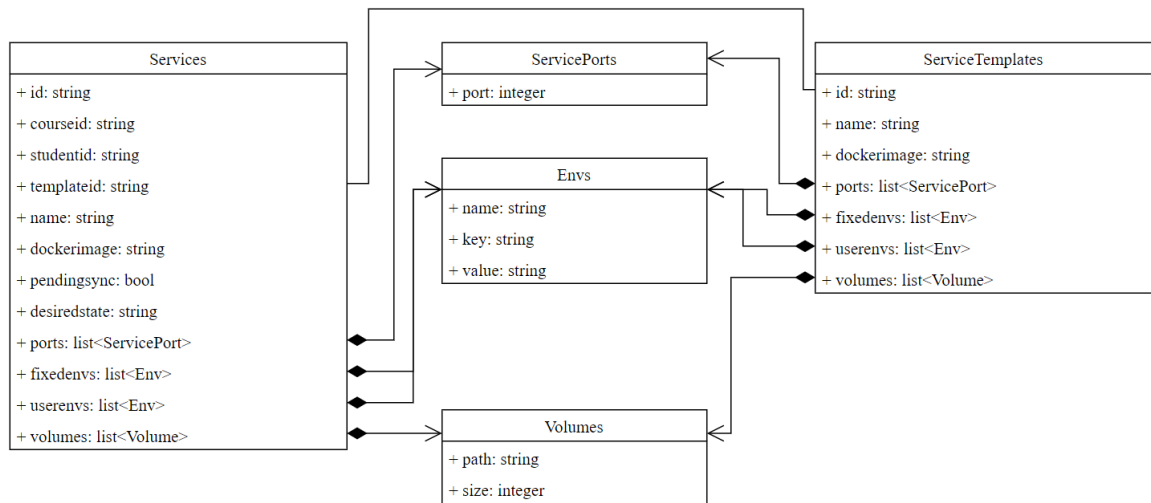 Services
+ id: string
+ courseid: string
+ studentid: string
+ templateid: string
+ name: string
+ dockerimage: string
+ pendingsync: bool
+ desiredstate: string
+ ports: list<ServicePort>
+ fixedenvs: list<Env>
+ userenvs: list<Env>
+ volumes: list<Volume>
ServicePorts
+ port: integer
Envs
+ name: string
+ key: string
+ value: string
Volumes
+ path: string
+ size: integer
ServiceTemplates
+ id: string
+ name: string
+ dockerimage: string
+ ports: list<ServicePort>
+ fixedenvs: list<Env>
+ userenvs: list<Env>
+ volumes: list<Volume>